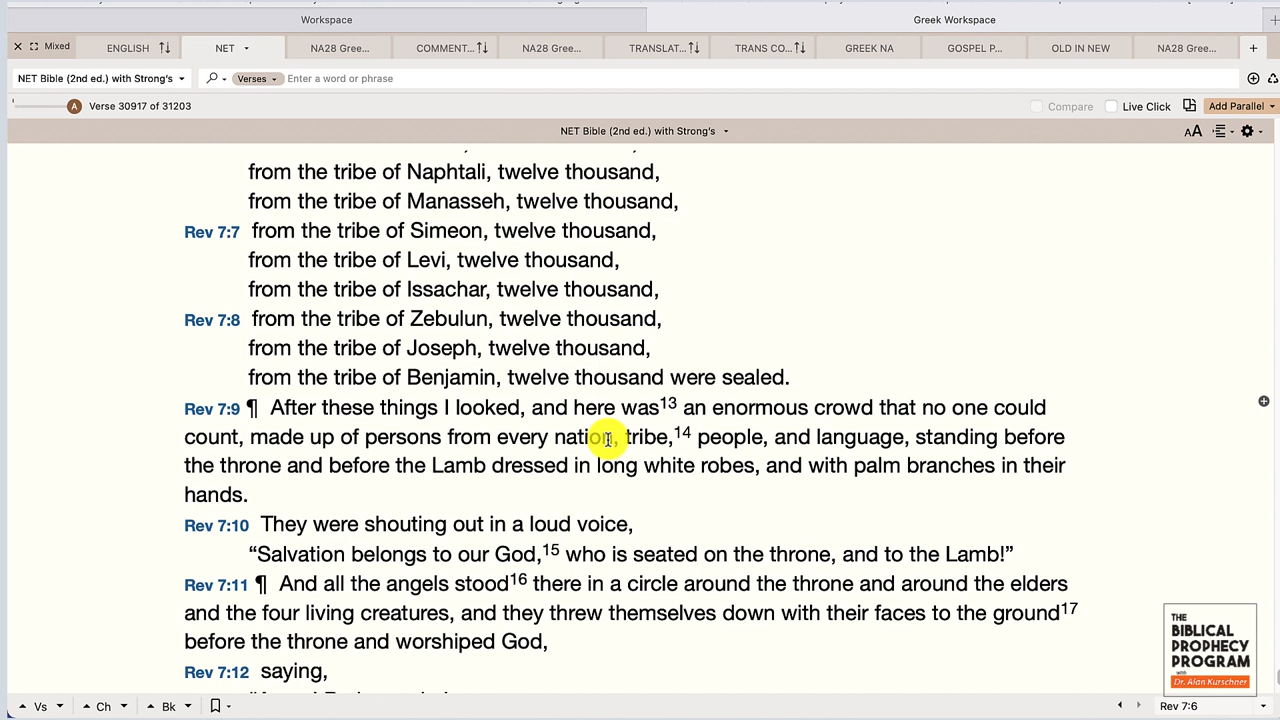 Workspace
Greek Workspace
Mixed
ENGLISH
NET
NA28 Gree...
COMMENT...
NA28 Gree...
TRANSLAT...
TRANS CO...
GREEK NA
GOSPEL P...
OLD IN NEW
NA28 Gree...
+
NET Bible (2nd ed.) with Strong's
Verses
Enter a word or phrase
A
Verse 30917 of 31203
Compare
Live Click
Add Parallel
NET Bible (2nd ed.) with Strong's
AA
from the tribe of Naphtali, twelve thousand,
from the tribe of Manasseh, twelve thousand,
Rev 7:7 from the tribe of Simeon, twelve thousand,
from the tribe of Levi, twelve thousand,
from the tribe of Issachar, twelve thousand,
Rev 7:8 from the tribe of Zebulun, twelve thousand,
from the tribe of Joseph, twelve thousand,
from the tribe of Benjamin, twelve thousand were sealed.
Rev 7:9 ¶ After these things I looked, and here was13 an enormous crowd that no one could
count, made up of persons from every nation, tribe,14 people, and language, standing before
the throne and before the Lamb dressed in long white robes, and with palm branches in their
hands.
Rev 7:10 They were shouting out in a loud voice,
“Salvation belongs to our God,15 who is seated on the throne, and to the Lamb!”
Rev 7:11 ¶ And all the angels stood16 there in a circle around the throne and around the elders
and the four living creatures, and they threw themselves down with their faces to the ground17
before the throne and worshiped God,
Rev 7:12 saying,
THE
BIBLICAL
PROPHECY
PROGRAM
with
Dr. Alan Kurschner
Vs
Ch
Bk
Rev 7:6